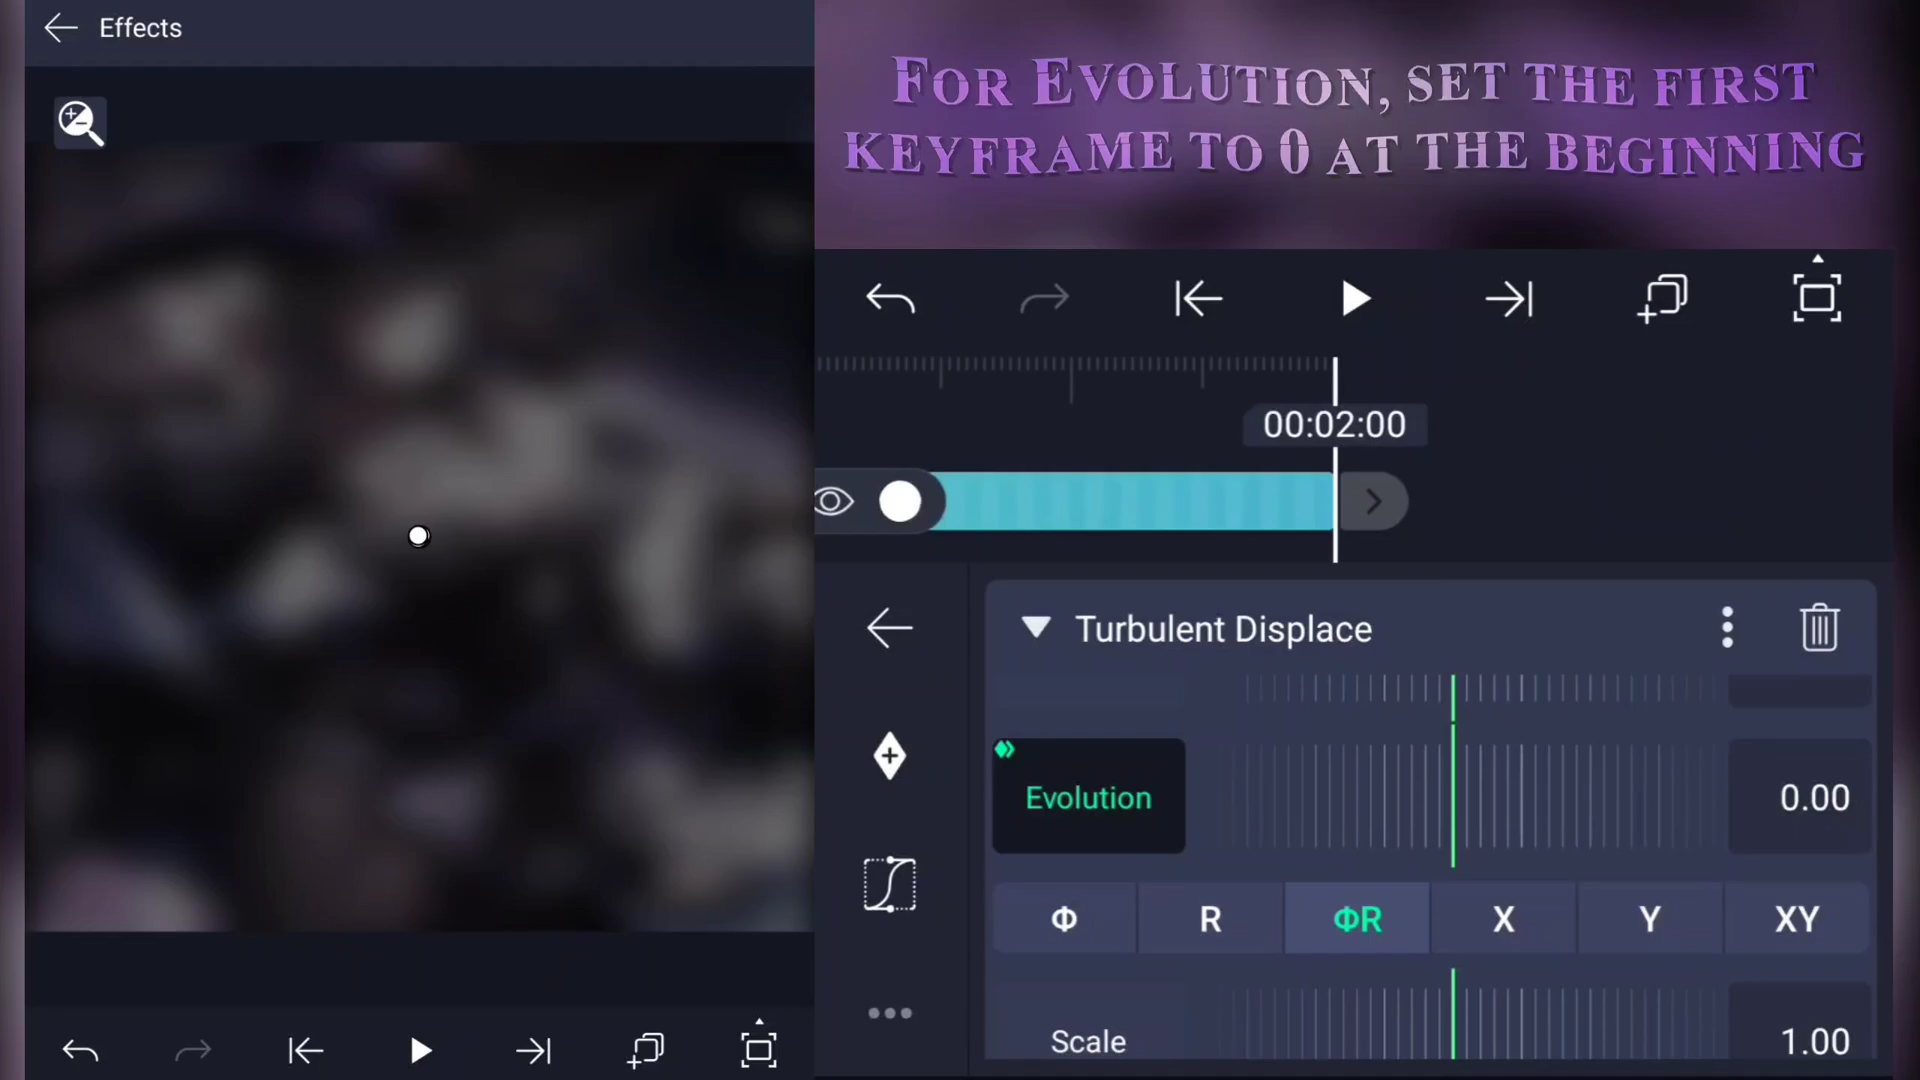 Effects
FOR EVOLUTION, SET THE FIRST
KEYFRAME TO 0 AT THE BEGINNING
00:02:00
Turbulent Displace
Evolution
0.00
Φ R ΦR X Y XY
Scale
1.00